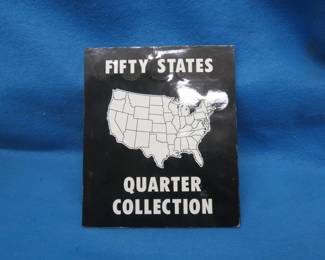 FIFTY STATES
QUARTER
COLLECTION